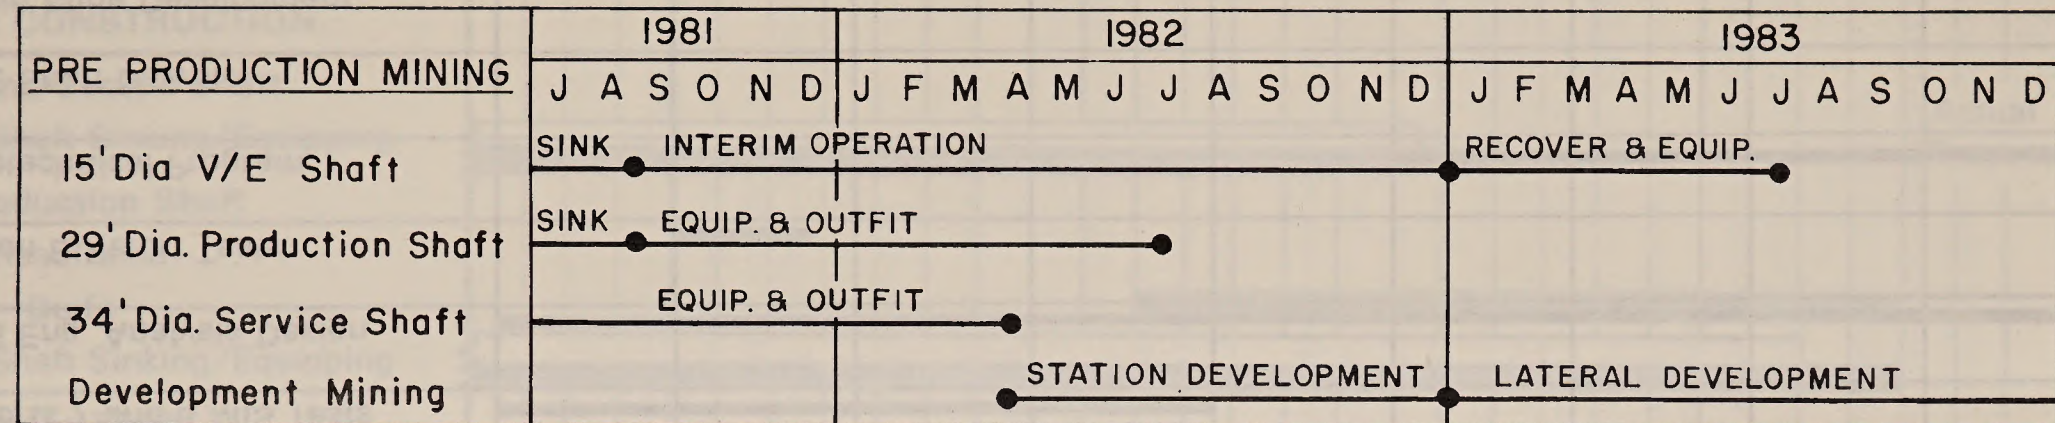 1981 1982 1983
PRE PRODUCTION MINING
J A S O N D J F M A M J J A S O N D J F M A M J J A S O N D
SINK INTERIM OPERATION RECOVER & EQUIP.
15' Dia V/E Shaft
SINK EQUIP. & OUTFIT
29' Dia. Production Shaft
EQUIP. & OUTFIT
34' Dia. Service Shaft
STATION DEVELOPMENT LATERAL DEVELOPMENT
Development Mining